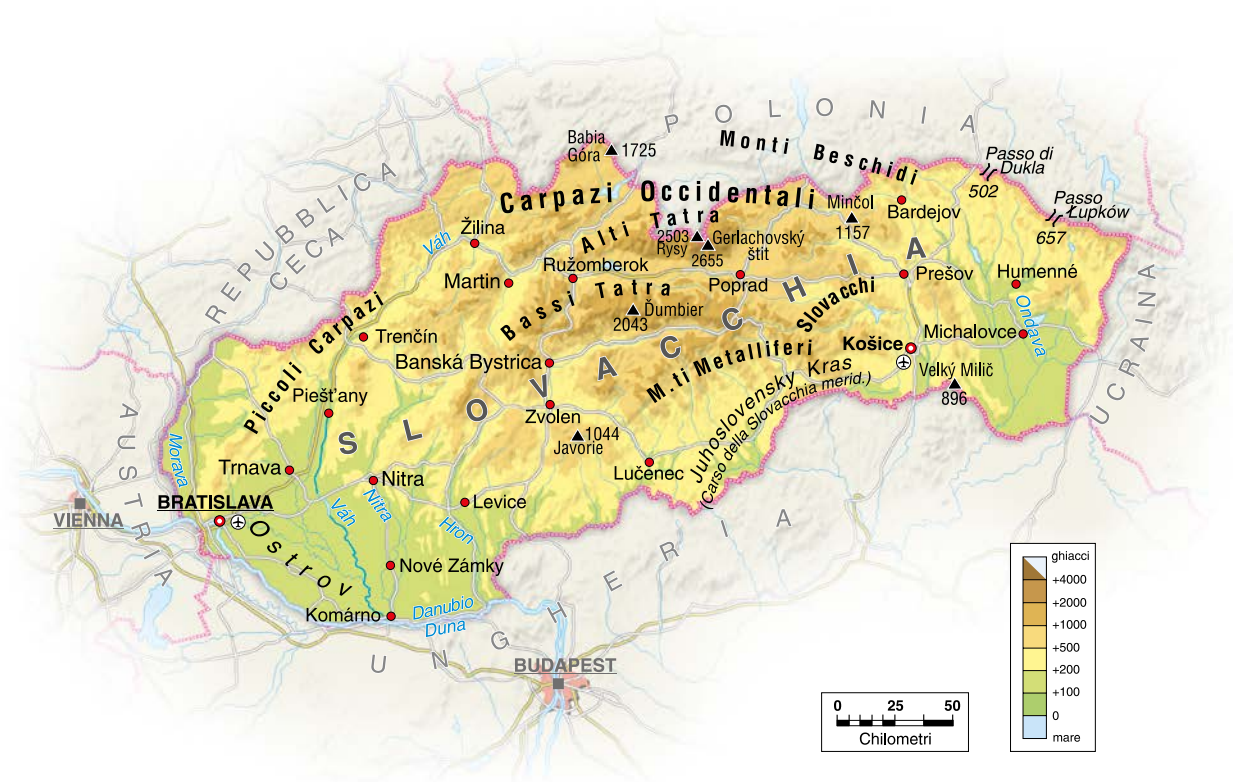 POLONIA
REPUBBLICA
CECA
AUSTRIA
UNGHERIA
UCRAINA
SLOVACCHIA
Babia
Góra
1725
Monti Beschidi
Passo di
Dukla
502
Passo
Łupków
657
Carpazi Occidentali
Minčol
1157
Bardejov
Žilina
Váh
Alti Tatra
2503
Rysy
Gerlachovský
štit
2655
Martin
Ružomberok
Poprad
Prešov
Humenné
Ondava
Bassi Tatra
Ďumbier
2043
Piccoli Carpazi
Trenčín
Banská Bystrica
M.ti Metalliferi Slovacchi
Košice
Michalovce
Velký Milič
896
Piešt'any
Zvolen
1044
Javorie
Juhoslovensky Kras
(Carso della Slovacchia merid.)
Lučenec
Morava
Trnava
Nitra
Nitra
Levice
Hron
Váh
BRATISLAVA
VIENNA
Ostrov
Nové Zámky
Komárno
Danubio
Duna
BUDAPEST
0 25 50
Chilometri
ghiacci
+4000
+2000
+1000
+500
+200
+100
0
mare